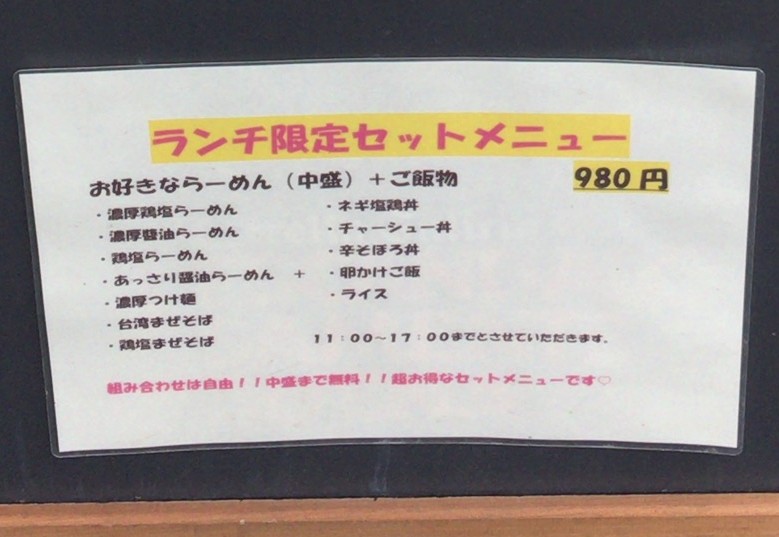 ランチ限定セットメニュー
お好きならーめん（中盛）＋ご飯物 980円
・濃厚鶏塩らーめん ・ネギ塩鶏丼
・濃厚醬油らーめん ・チャーシュー丼
・鶏塩らーめん ・辛そぼろ丼
・あっさり醬油らーめん ＋ ・卵かけご飯
・濃厚つけ麺 ・ライス
・台湾まぜそば
・鶏塩まぜそば 11：00～17：00までとさせていただきます。
組み合わせは自由！！中盛まで無料！！超お得なセットメニューです♡